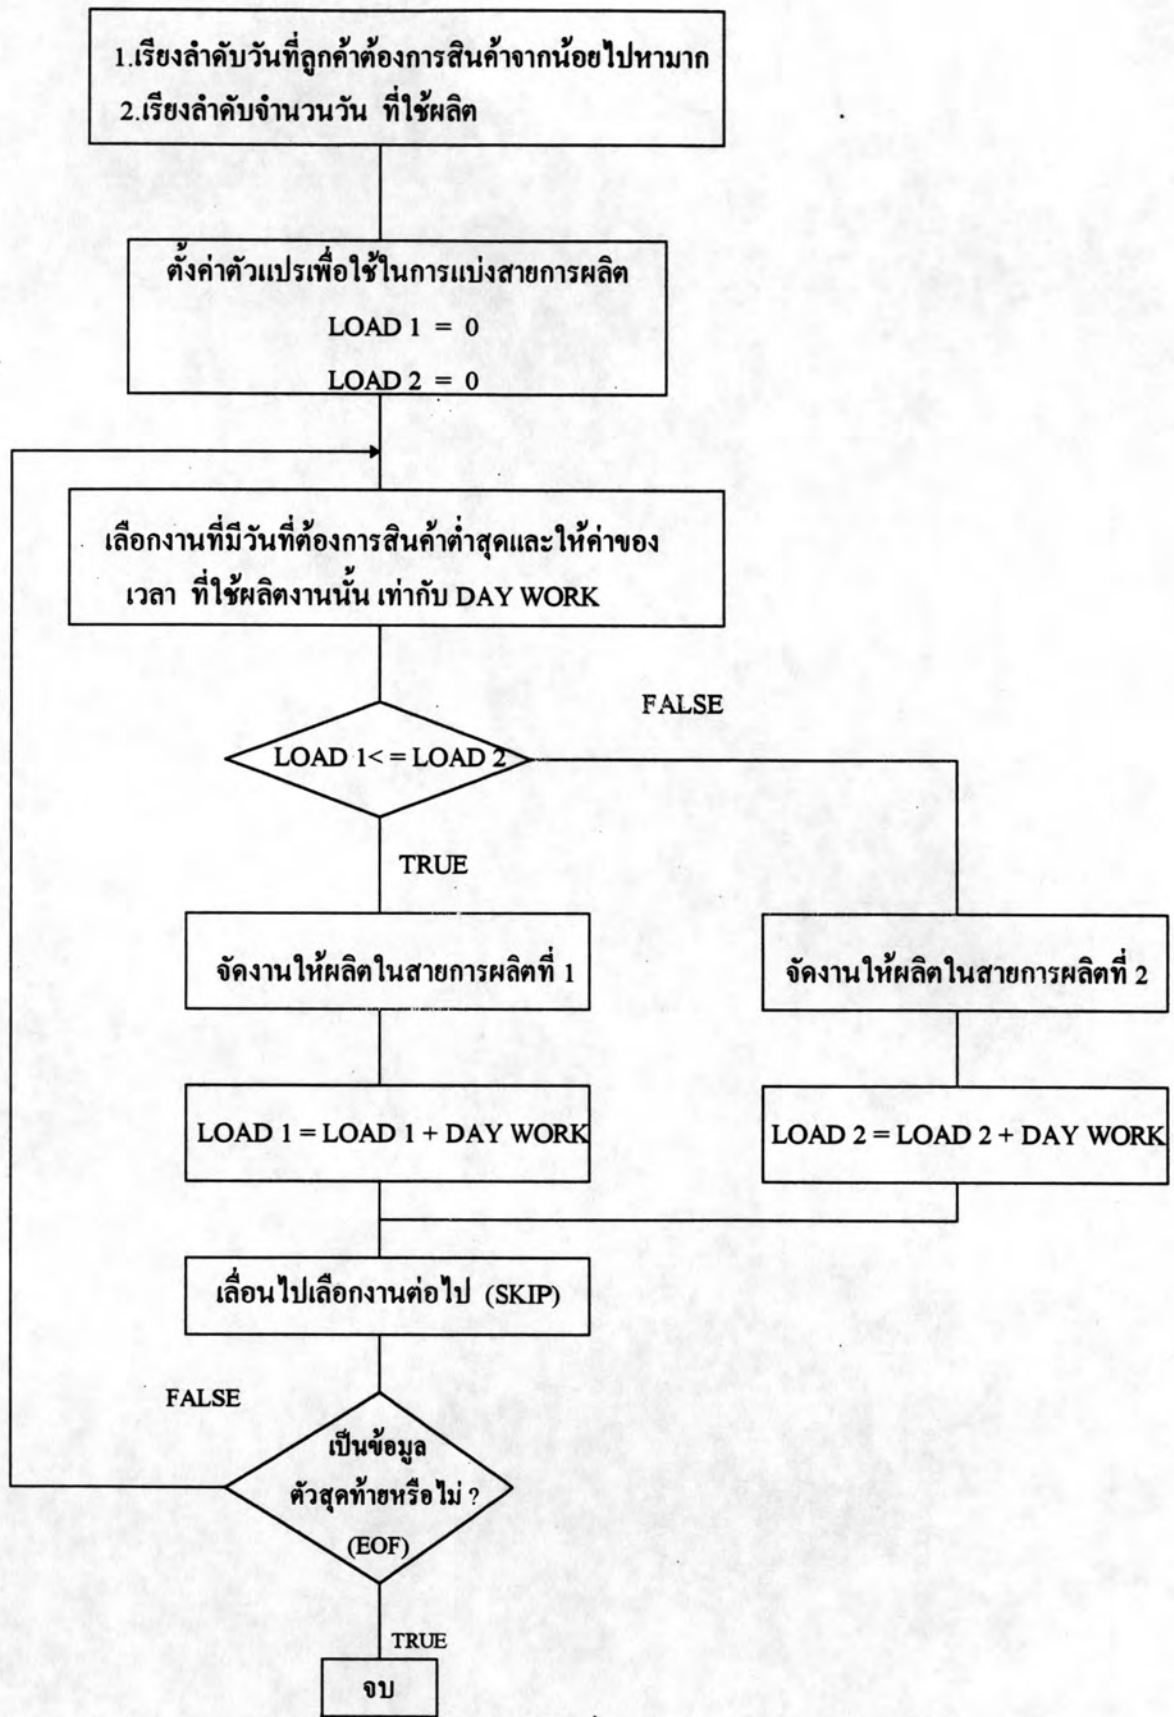 1.เรียงลำดับวันที่ลูกค้าต้องการสินค้าจากน้อยไปหามาก
2.เรียงลำดับจำนวนวัน ที่ใช้ผลิต
ตั้งค่าตัวแปรเพื่อใช้ในการแบ่งสายการผลิต
LOAD 1 = 0
LOAD 2 = 0
เลือกงานที่มีวันที่ต้องการสินค้าต่ำสุดและให้ค่าของ
เวลา ที่ใช้ผลิตงานนั้น เท่ากับ DAY WORK
FALSE
LOAD 1< = LOAD 2
TRUE
จัดงานให้ผลิตในสายการผลิตที่ 1
จัดงานให้ผลิตในสายการผลิตที่ 2
LOAD 1 = LOAD 1 + DAY WORK
LOAD 2 = LOAD 2 + DAY WORK
เลื่อนไปเลือกงานต่อไป (SKIP)
FALSE
เป็นข้อมูล
ตัวสุดท้ายหรือไม่ ?
(EOF)
TRUE
จบ